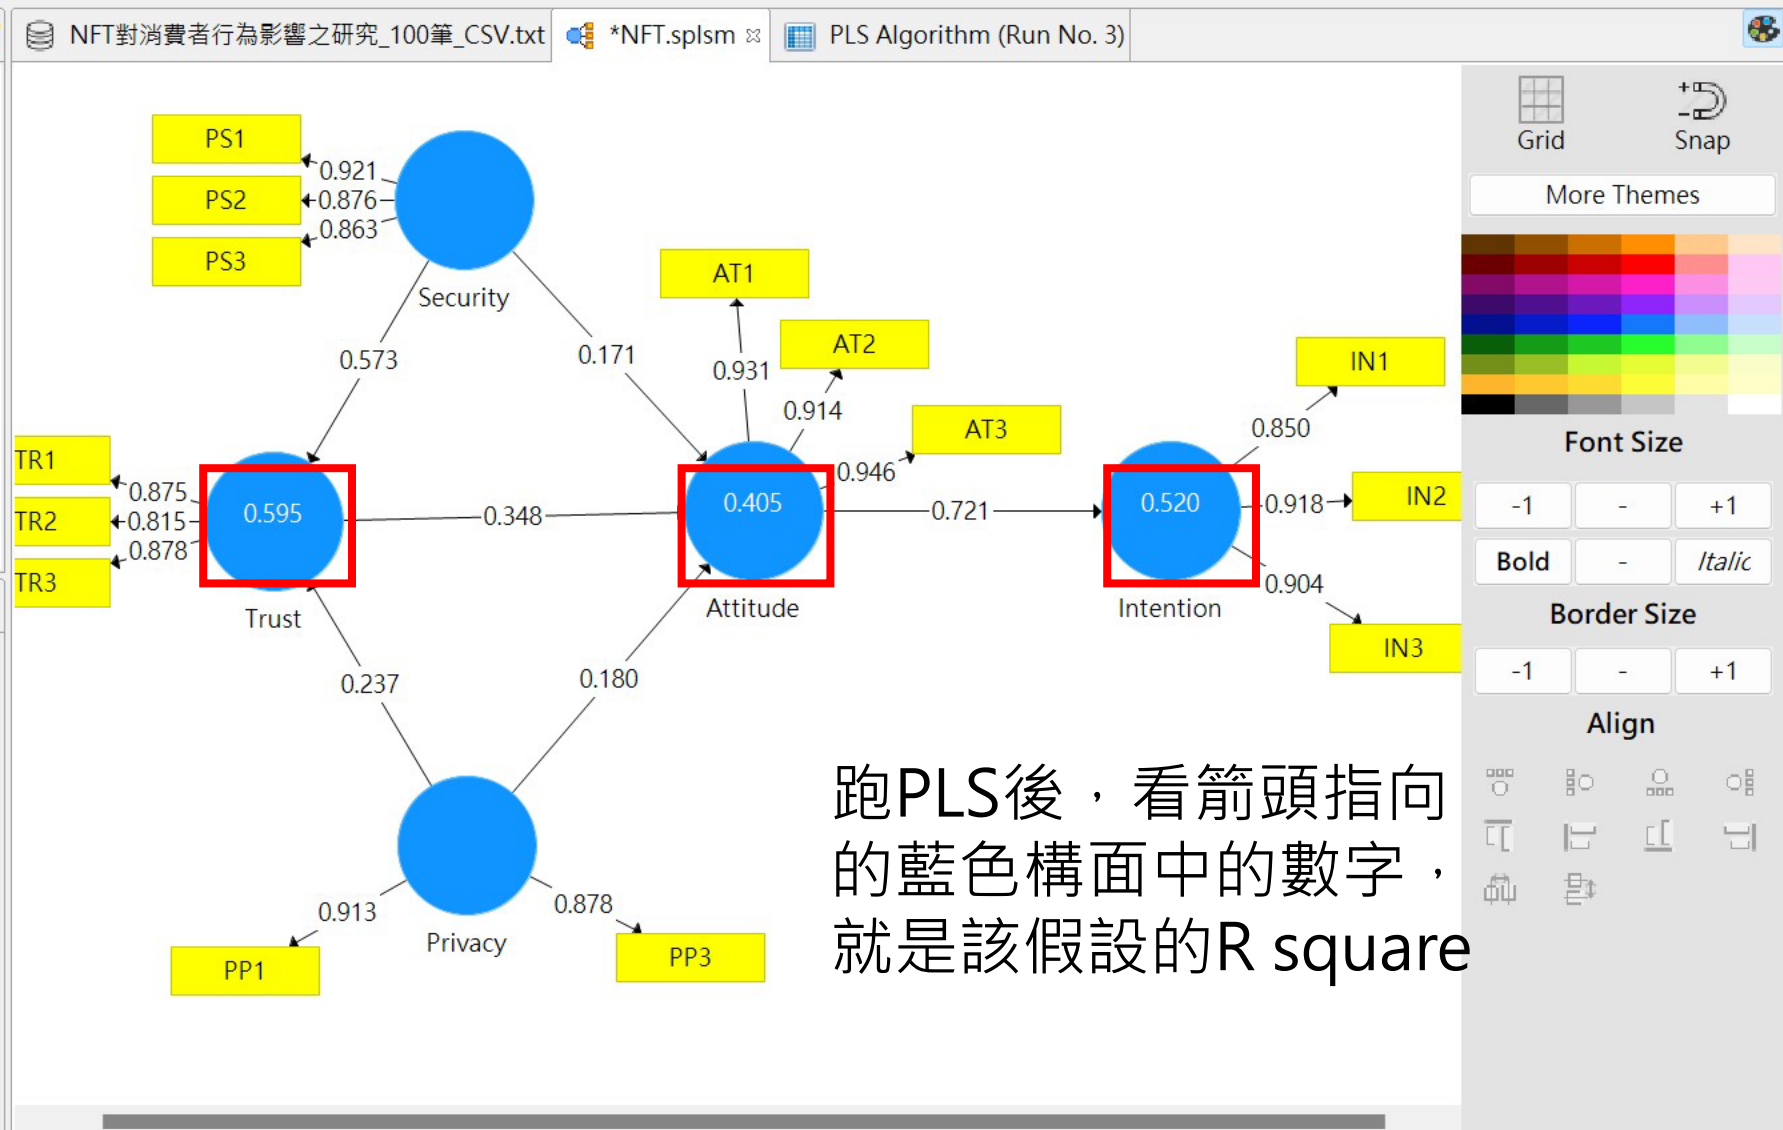 NFT對消費者行為影響之研究_100筆_CSV.txt
*NFT.splsm
PLS Algorithm (Run No. 3)
PS1
PS2
PS3
0.921
0.876
0.863
Security
0.573
0.171
AT1
AT2
AT3
0.931
0.914
0.946
IN1
IN2
IN3
0.850
0.918
0.904
TR1
TR2
TR3
0.875
0.815
0.878
0.595
Trust
0.348
0.405
Attitude
0.721
0.520
Intention
0.237
0.180
0.913
0.878
Privacy
PP1
PP3
跑PLS後，看箭頭指向
的藍色構面中的數字，
就是該假設的R square
Grid
Snap
More Themes
Font Size
-1
-
+1
Bold
-
Italic
Border Size
-1
-
+1
Align